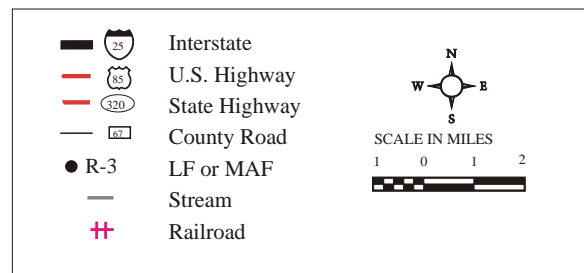 25 Interstate
85 U.S. Highway
320 State Highway
67 County Road
R-3 LF or MAF
Stream
Railroad
N
W E
S
SCALE IN MILES
1 0 1 2